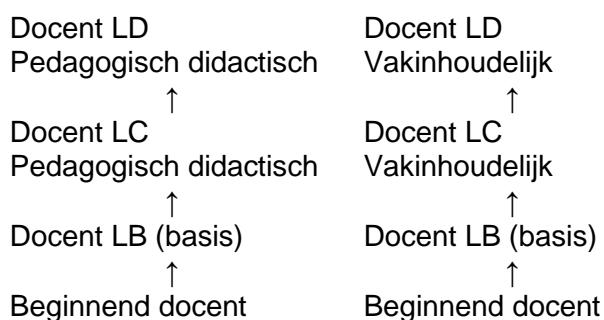 Docent LD Docent LD
Pedagogisch didactisch Vakinhoudelijk
↑ ↑
Docent LC Docent LC
Pedagogisch didactisch Vakinhoudelijk
↑ ↑
Docent LB (basis) Docent LB (basis)
↑ ↑
Beginnend docent Beginnend docent